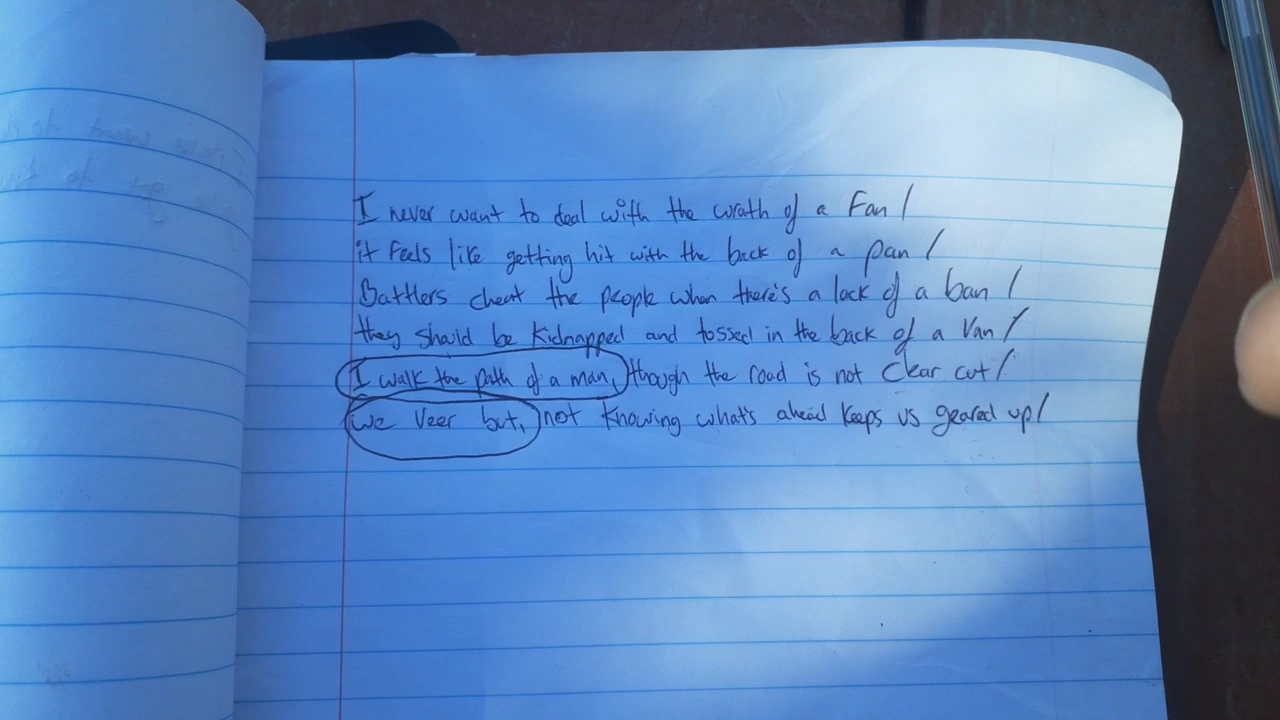 I never want to deal with the wrath of a Fan /
it feels like getting hit with the back of a pan /
Battlers cheat the people when there's a lack of a ban /
they should be kidnapped and tossed in the back of a Van /
I walk the path of a man, though the road is not clear cut /
we veer but, not knowing what's ahead keeps us geared up /